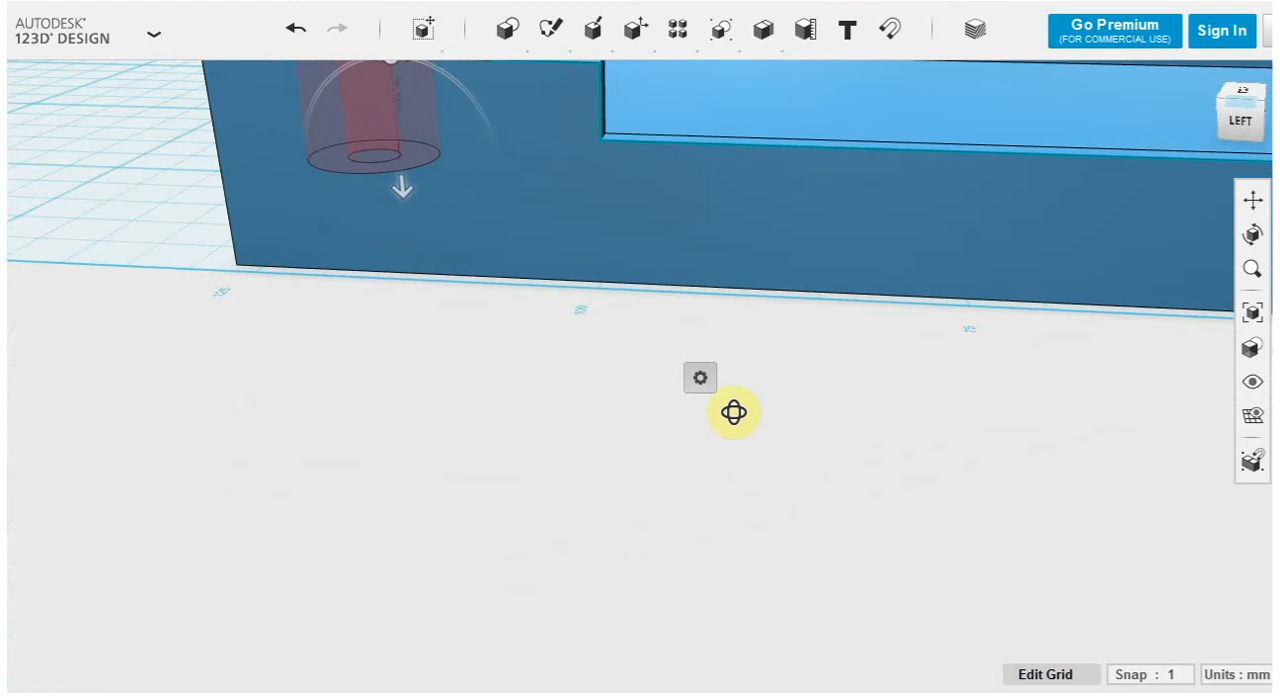 AUTODESK®
123D® DESIGN
Go Premium
(FOR COMMERCIAL USE)
Sign In
LEFT
Edit Grid
Snap : 1
Units : mm